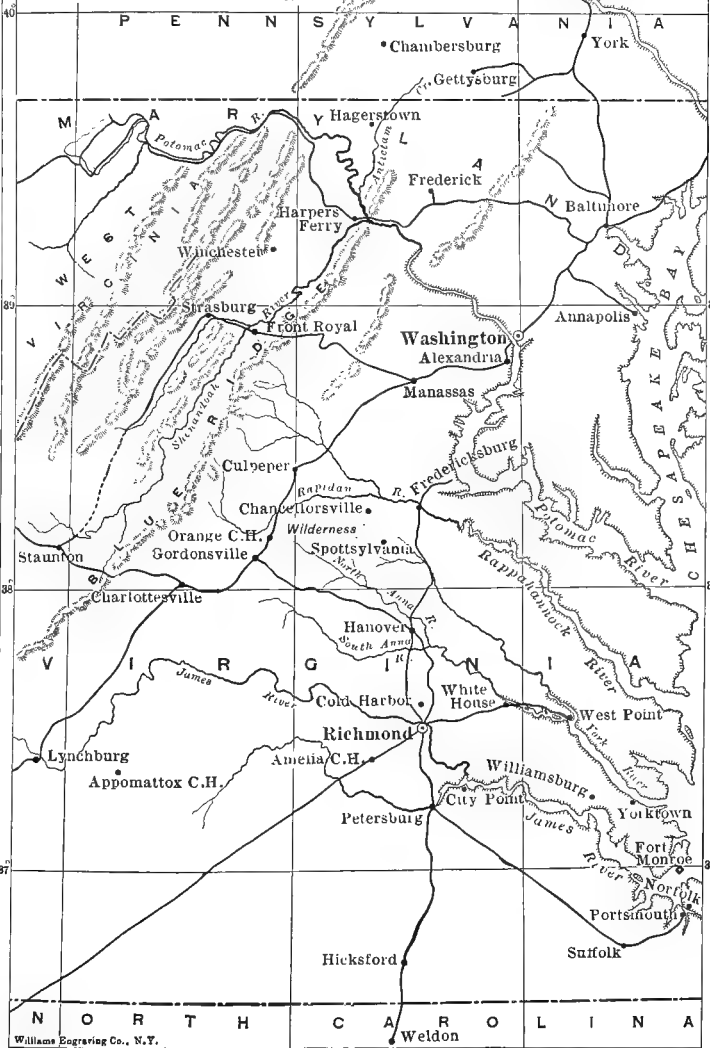 40
PENNSYLVANIA
Chambersburg
York
Cr.
Gettysburg
MARYLAND
Hagerstown
Potomac R.
Antietam
Frederick
Baltimore
Harpers
Ferry
WEST
VIRGINIA
Winchester
39
Strasburg
River
Front Royal
Annapolis
Washington
Alexandria
Manassas
CHESAPEAKE BAY
Shenandoah
BLUE RIDGE
Culpeper
Fredericksburg
Rapidan R.
Chancellorsville
Wilderness
Orange C.H.
Gordonsville
Spottsylvania
Potomac
River
Staunton
North
Anna R.
Rappahannock
River
38
Charlottesville
Hanover
South Anna
R.
VIRGINIA
James
River
Cold Harbor
White
House
West Point
York
River
Richmond
Lynchburg
Amelia C.H.
Appomattox C.H.
Williamsburg
City Point
Yorktown
Petersburg
James
River
Fort
Monroe
37
Norfolk
Portsmouth
Suffolk
Hicksford
NORTH CAROLINA
Weldon
Williams Engraving Co., N.Y.